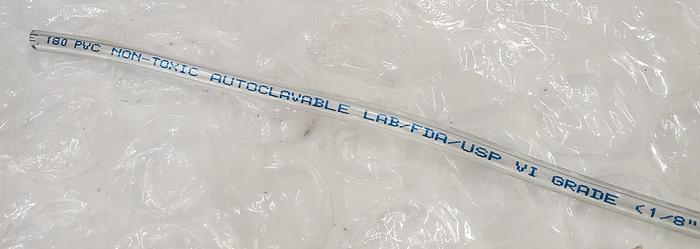 180 PVC NON-TOXIC AUTOCLAVABLE LAB/FDA/USP VI GRADE <1/8"